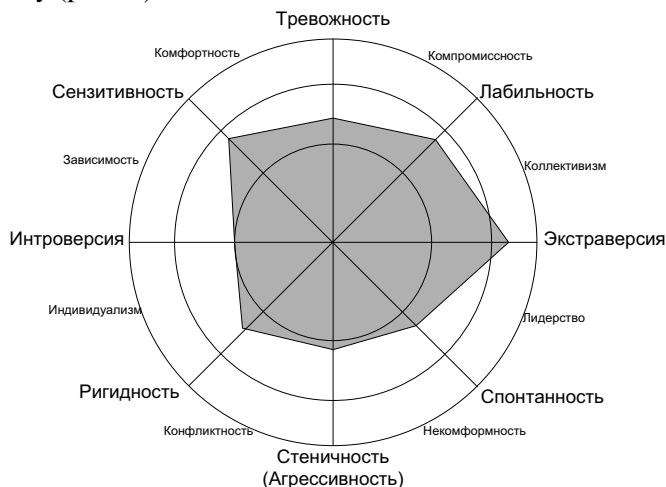 Тревожность
Комфортность
Компромиссность
Сензитивность
Лабильность
Зависимость
Коллективизм
Интроверсия
Экстраверсия
Индивидуализм
Лидерство
Ригидность
Спонтанность
Конфликтность
Некомформность
Стеничность
(Агрессивность)